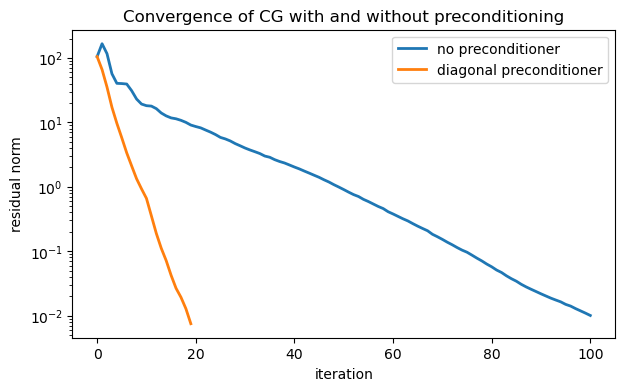 Convergence of CG with and without preconditioning
no preconditioner
diagonal preconditioner
residual norm
10²
10¹
10⁰
10⁻¹
10⁻²
0
20
40
60
80
100
iteration